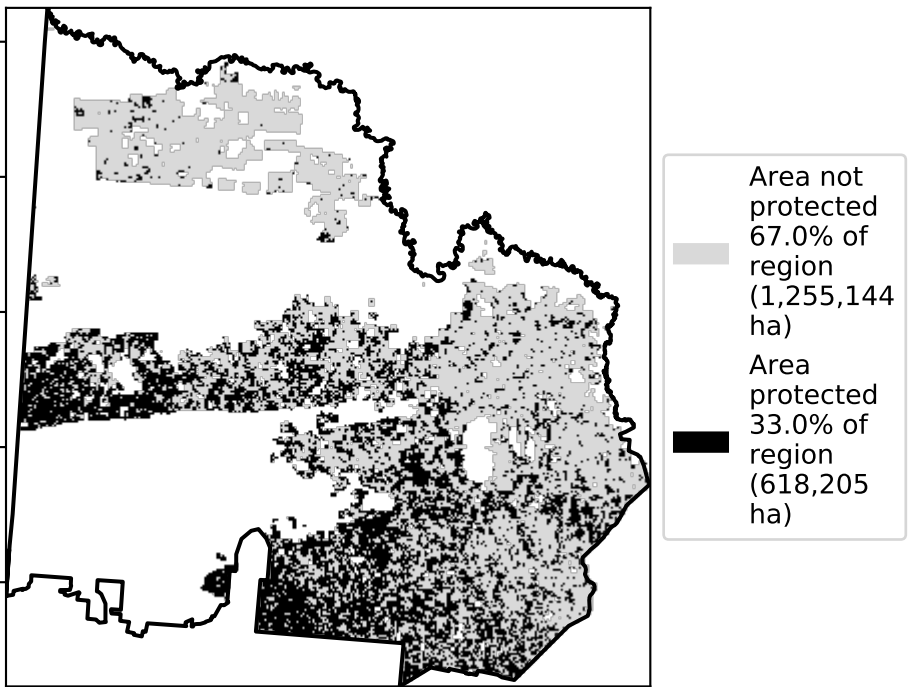 Area not
protected
67.0% of
region
(1,255,144
ha)
Area
protected
33.0% of
region
(618,205
ha)